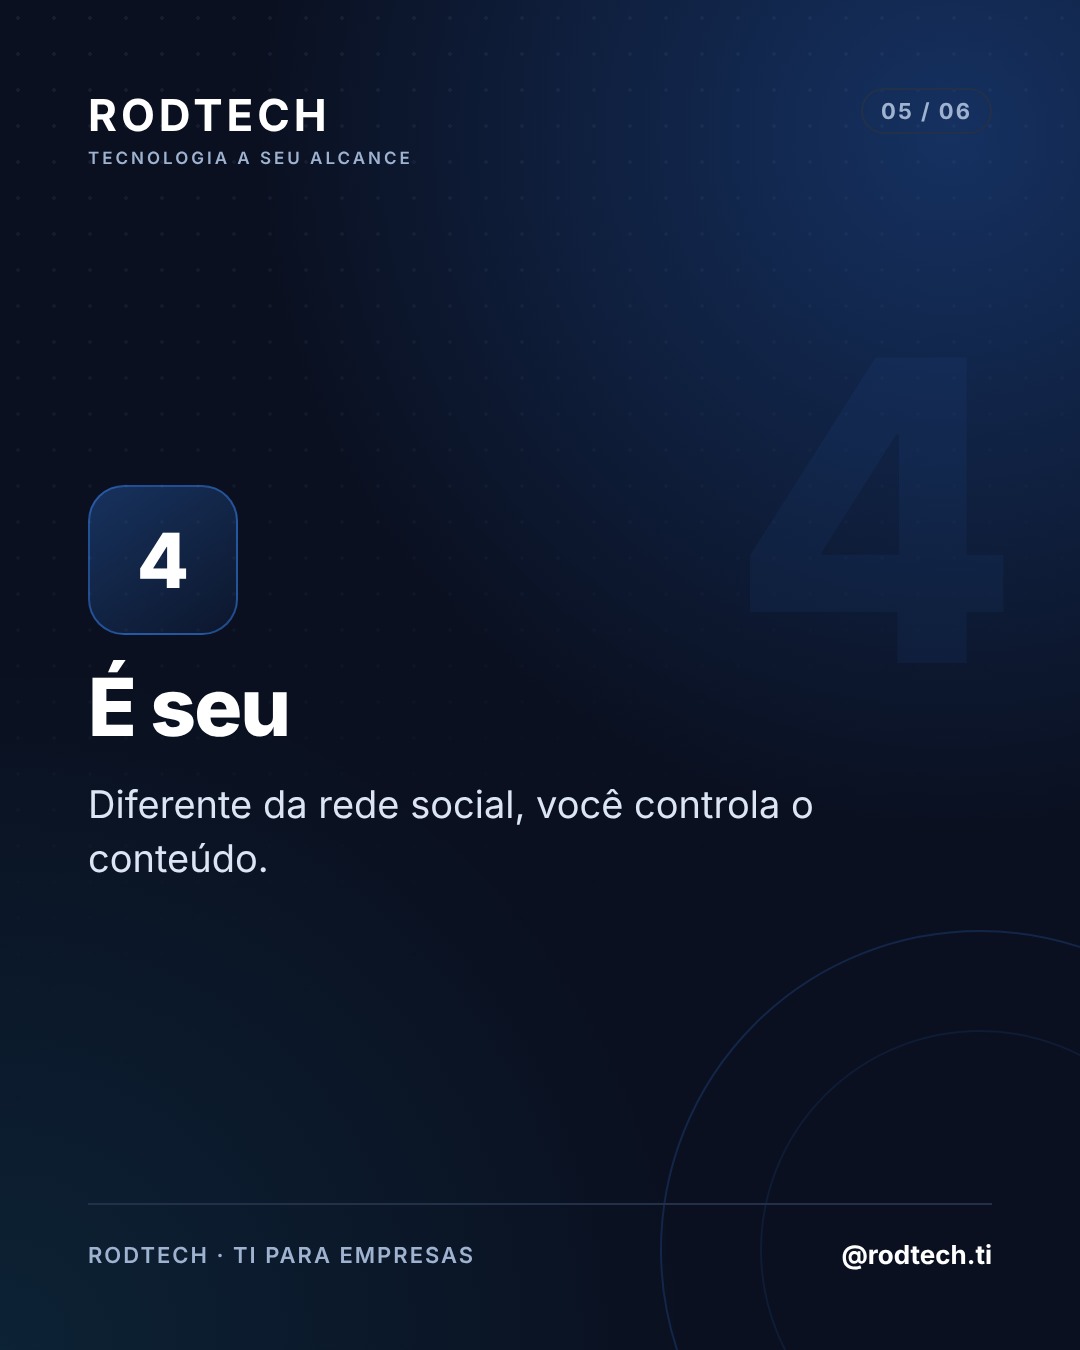 RODTECH
TECNOLOGIA A SEU ALCANCE
05 / 06
4
4
É seu
Diferente da rede social, você controla o
conteúdo.
RODTECH · TI PARA EMPRESAS
@rodtech.ti